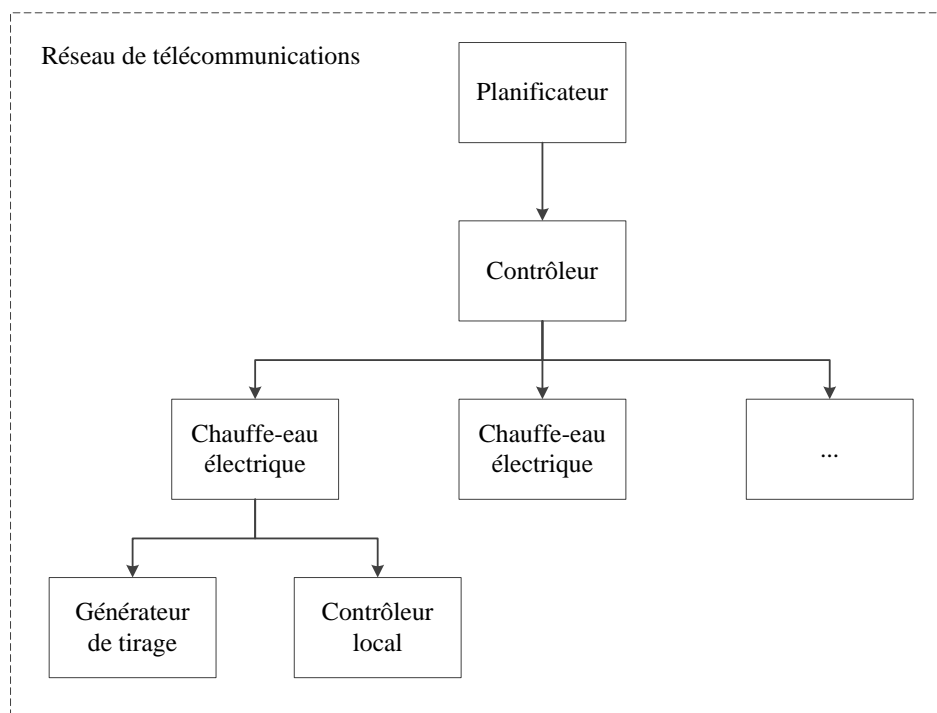 Réseau de télécommunications
Planificateur
Contrôleur
Chauffe-eau
électrique
Chauffe-eau
électrique
...
Générateur
de tirage
Contrôleur
local